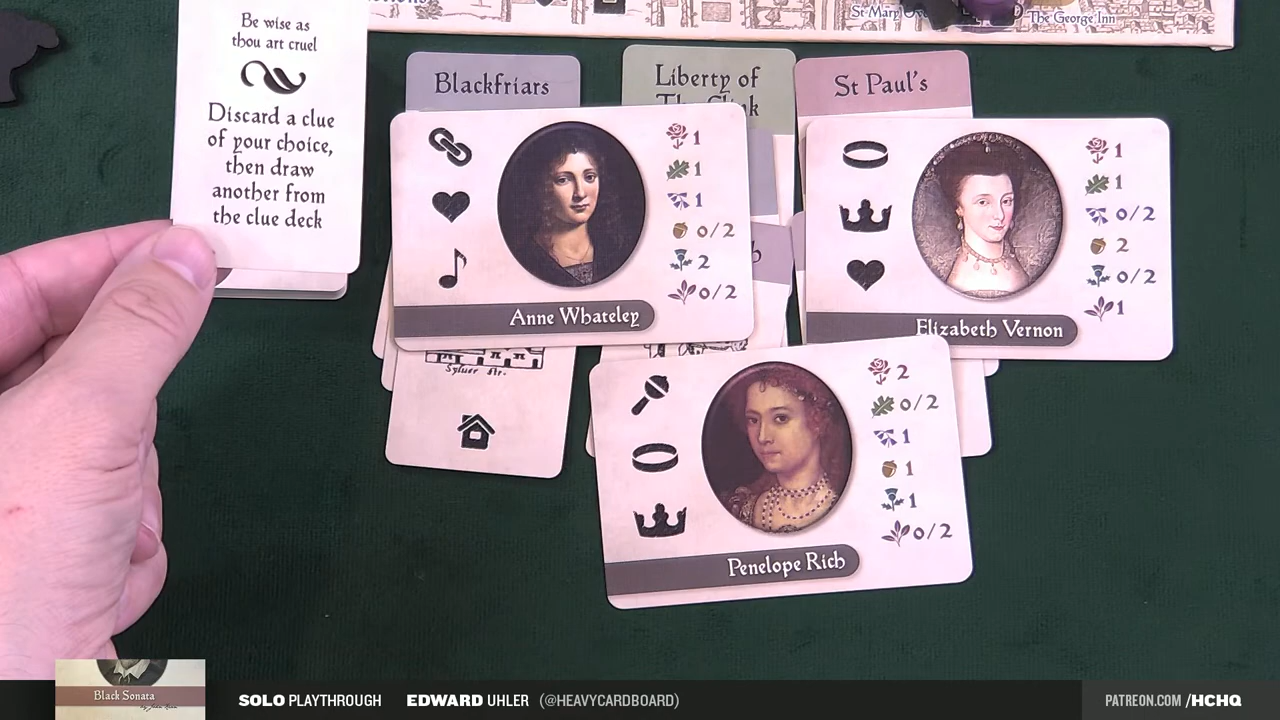 Be wise as
thou art cruel
Discard a clue
of your choice,
then draw
another from
the clue deck
St Mary
The George Inn
Blackfriars
Liberty of
St Paul's
1
1
1
0/2
2
0/2
Anne Whateley
1
1
0/2
2
0/2
1
Elizabeth Vernon
Sylver Str.
2
0/2
1
1
1
0/2
Penelope Rich
Black Sonata
SOLO PLAYTHROUGH
EDWARD UHLER (@HEAVYCARDBOARD)
PATREON.COM/HCHQ